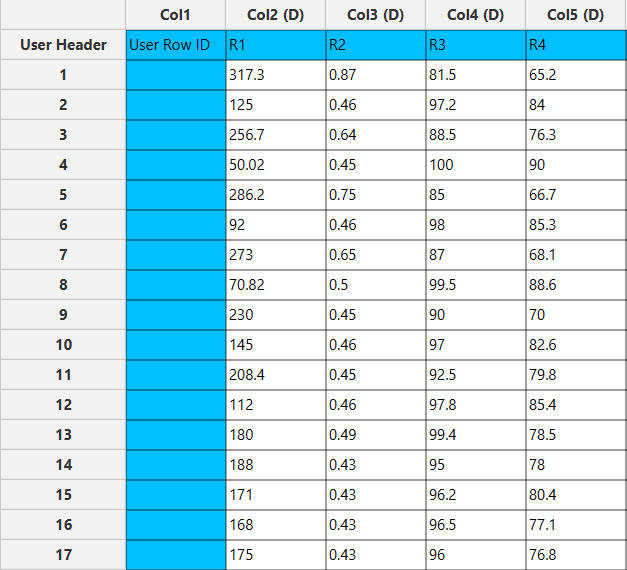 Col1 Col2 (D) Col3 (D) Col4 (D) Col5 (D)
User Header User Row ID R1 R2 R3 R4
1 317.3 0.87 81.5 65.2
2 125 0.46 97.2 84
3 256.7 0.64 88.5 76.3
4 50.02 0.45 100 90
5 286.2 0.75 85 66.7
6 92 0.46 98 85.3
7 273 0.65 87 68.1
8 70.82 0.5 99.5 88.6
9 230 0.45 90 70
10 145 0.46 97 82.6
11 208.4 0.45 92.5 79.8
12 112 0.46 97.8 85.4
13 180 0.49 99.4 78.5
14 188 0.43 95 78
15 171 0.43 96.2 80.4
16 168 0.43 96.5 77.1
17 175 0.43 96 76.8